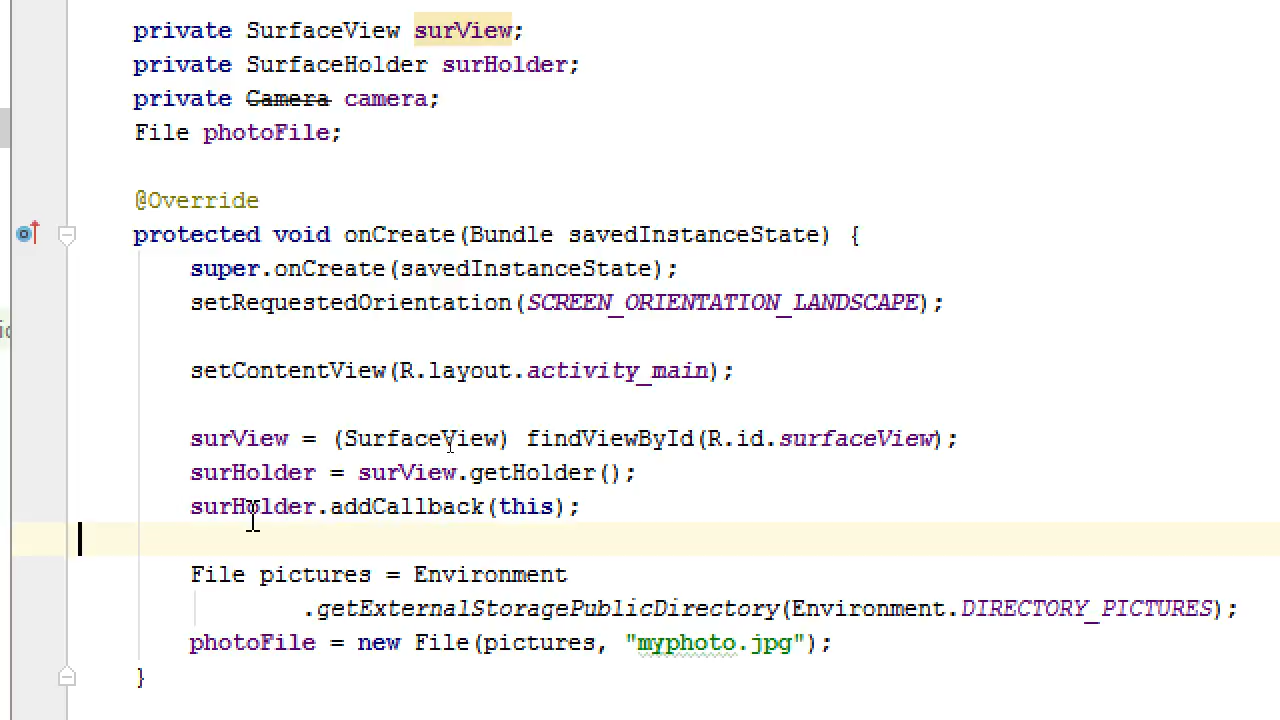 private SurfaceView surView;
private SurfaceHolder surHolder;
private Camera camera;
File photoFile;
@Override
protected void onCreate(Bundle savedInstanceState) {
super.onCreate(savedInstanceState);
setRequestedOrientation(SCREEN_ORIENTATION_LANDSCAPE);
setContentView(R.layout.activity_main);
surView = (SurfaceView) findViewById(R.id.surfaceView);
surHolder = surView.getHolder();
surHolder.addCallback(this);
File pictures = Environment
.getExternalStoragePublicDirectory(Environment.DIRECTORY_PICTURES);
photoFile = new File(pictures, "myphoto.jpg");
}